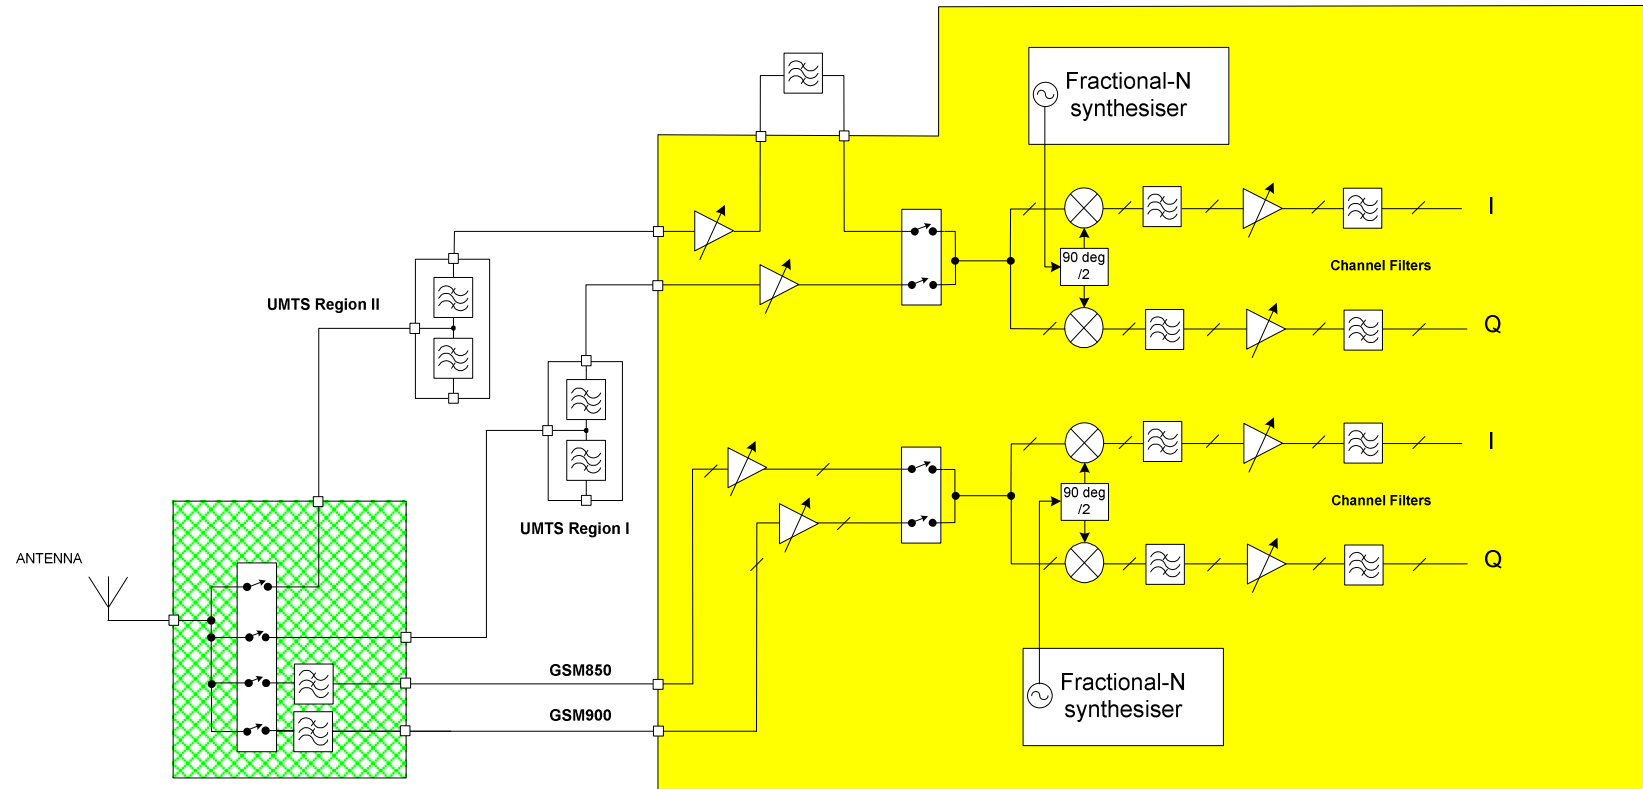 Fractional-N
synthesiser
I
90 deg
/2
Channel Filters
UMTS Region II
Q
I
UMTS Region I
90 deg
/2
Channel Filters
ANTENNA
Q
GSM850
GSM900
Fractional-N
synthesiser